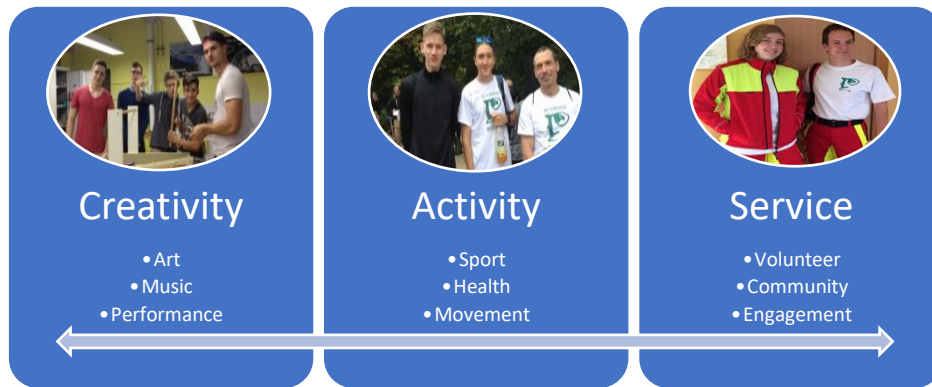 Creativity
• Art
• Music
• Performance
Activity
• Sport
• Health
• Movement
Service
• Volunteer
• Community
• Engagement